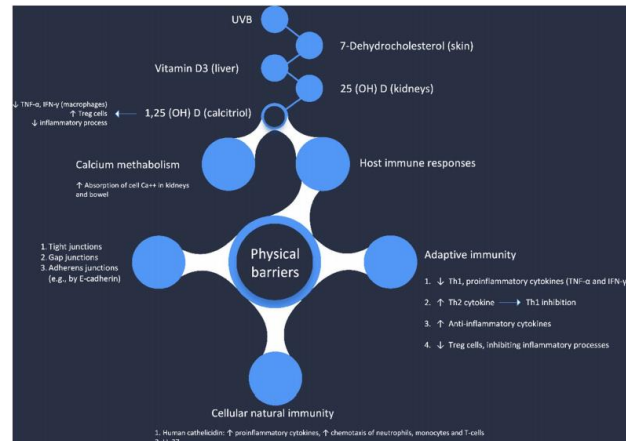 UVB
7-Dehydrocholesterol (skin)
Vitamin D3 (liver)
25 (OH) D (kidneys)
↓ TNF-α, IFN-γ (macrophages)
↑ Treg cells
↓ inflammatory process
1,25 (OH) D (calcitriol)
Calcium methabolism
↑ Absorption of cell Ca++ in kidneys
and bowel
Host immune responses
1. Tight junctions
2. Gap junctions
3. Adherens junctions
(e.g., by E-cadherin)
Physical
barriers
Adaptive immunity
1. ↓ Th1, proinflammatory cytokines (TNF-α and IFN-γ
2. ↑ Th2 cytokine → Th1 inhibition
3. ↑ Anti-inflammatory cytokines
4. ↓ Treg cells, inhibiting inflammatory processes
Cellular natural immunity
1. Human cathelicidin: ↑ proinflammatory cytokines, ↑ chemotaxis of neutrophils, monocytes and T-cells